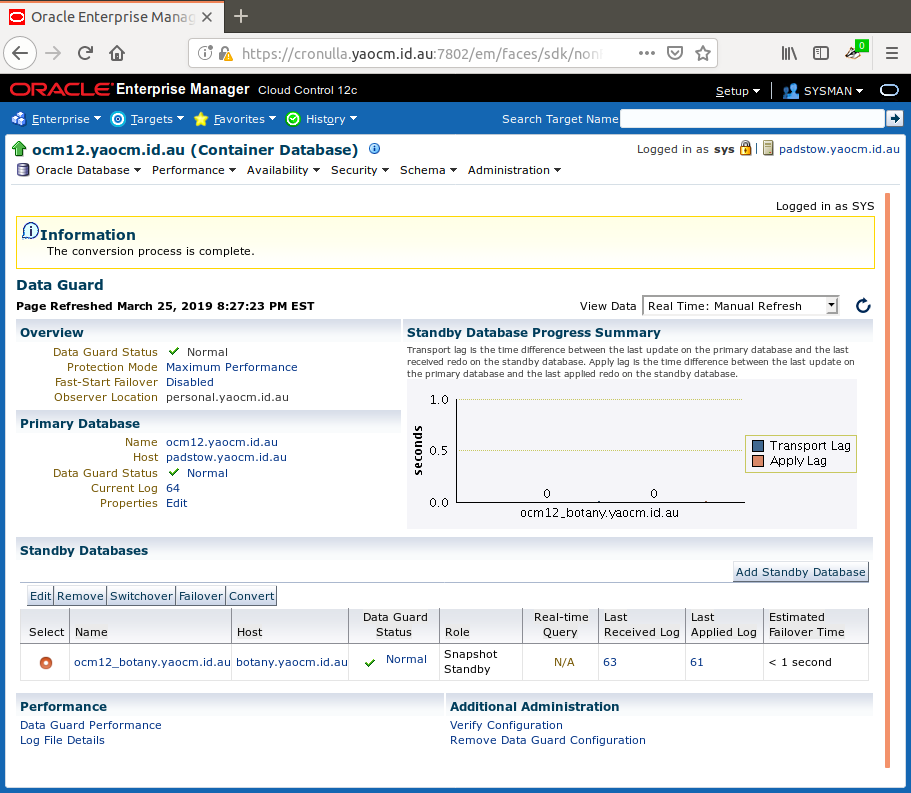 Oracle Enterprise Manag
https://cronulla.yaocm.id.au:7802/em/faces/sdk/non
0
ORACLE Enterprise Manager Cloud Control 12c
Setup SYSMAN
Enterprise Targets Favorites History Search Target Name
ocm12.yaocm.id.au (Container Database)
Logged in as sys padstow.yaocm.id.au
Oracle Database Performance Availability Security Schema Administration
Logged in as SYS
Information
The conversion process is complete.
Data Guard
Page Refreshed March 25, 2019 8:27:23 PM EST
View Data Real Time: Manual Refresh
Overview
Data Guard Status Normal
Protection Mode Maximum Performance
Fast-Start Failover Disabled
Observer Location personal.yaocm.id.au
Primary Database
Name ocm12.yaocm.id.au
Host padstow.yaocm.id.au
Data Guard Status Normal
Current Log 64
Properties Edit
Standby Database Progress Summary
Transport lag is the time difference between the last update on the primary database and the last
received redo on the standby database. Apply lag is the time difference between the last update on
the primary database and the last applied redo on the standby database.
1.0
0.5
0.0
seconds
0 0
ocm12_botany.yaocm.id.au
Transport Lag
Apply Lag
Standby Databases
Add Standby Database
Edit Remove Switchover Failover Convert
Select Name Host Data Guard Status Role Real-time Query Last Received Log Last Applied Log Estimated Failover Time
ocm12_botany.yaocm.id.au botany.yaocm.id.au Normal Snapshot Standby N/A 63 61 < 1 second
Performance
Data Guard Performance
Log File Details
Additional Administration
Verify Configuration
Remove Data Guard Configuration